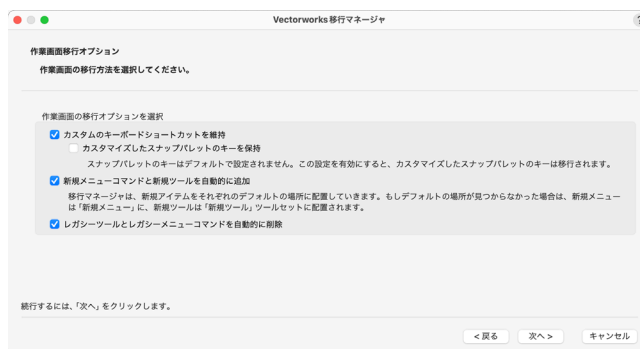 Vectorworks 移行マネージャ
?
作業画面移行オプション
作業画面の移行方法を選択してください。
作業画面の移行オプションを選択
カスタムのキーボードショートカットを維持
カスタマイズしたスナップパレットのキーを保持
スナップパレットのキーはデフォルトで設定されません。この設定を有効にすると、カスタマイズしたスナップパレットのキーは移行されます。
新規メニューコマンドと新規ツールを自動的に追加
移行マネージャは、新規アイテムをそれぞれのデフォルトの場所に配置していきます。もしデフォルトの場所が見つからなかった場合は、新規メニュー
は「新規メニュー」に、新規ツールは「新規ツール」ツールセットに配置されます。
レガシーツールとレガシーメニューコマンドを自動的に削除
続行するには、「次へ」をクリックします。
< 戻る 次へ > キャンセル